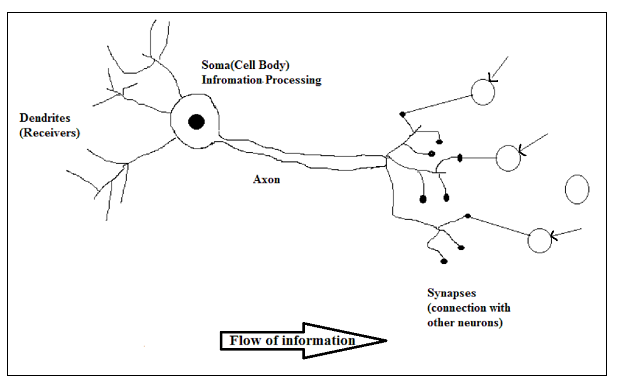 Soma(Cell Body)
Infromation Processing
Dendrites
(Receivers)
Axon
Synapses
(connection with
other neurons)
Flow of information